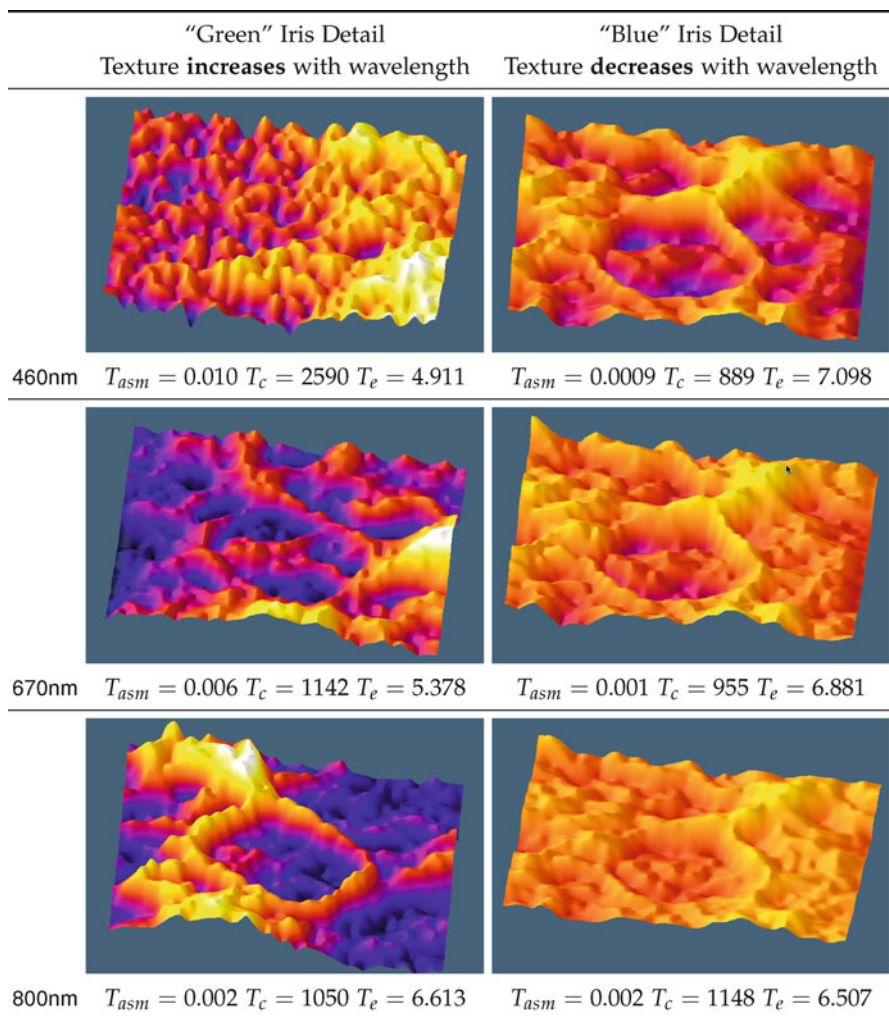 “Green” Iris Detail
Texture increases with wavelength
“Blue” Iris Detail
Texture decreases with wavelength
460nm
T_asm = 0.010 T_c = 2590 T_e = 4.911
T_asm = 0.0009 T_c = 889 T_e = 7.098
670nm
T_asm = 0.006 T_c = 1142 T_e = 5.378
T_asm = 0.001 T_c = 955 T_e = 6.881
800nm
T_asm = 0.002 T_c = 1050 T_e = 6.613
T_asm = 0.002 T_c = 1148 T_e = 6.507